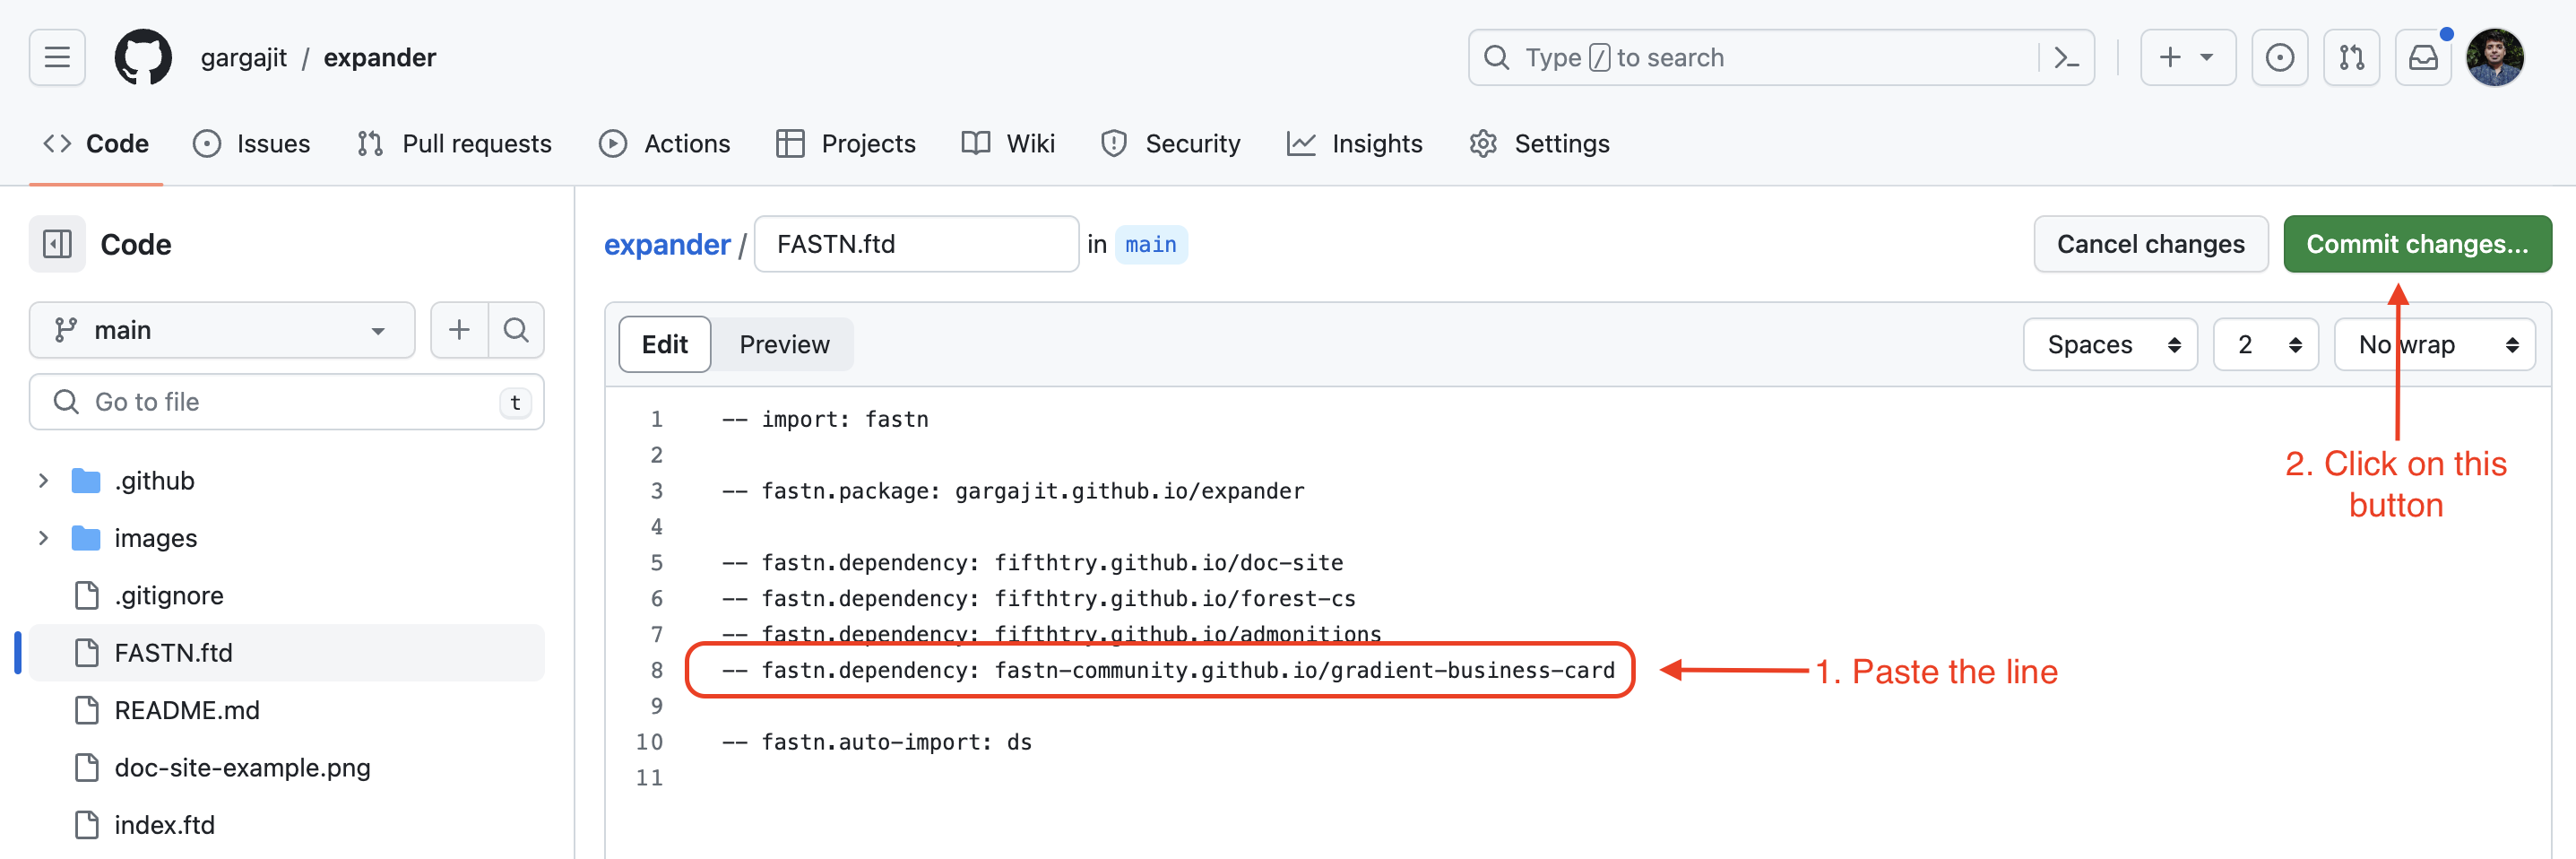 gargajit / expander
Type / to search
Code
Issues
Pull requests
Actions
Projects
Wiki
Security
Insights
Settings
Code
expander / FASTN.ftd in main
Cancel changes
Commit changes...
main
Go to file
t
.github
images
.gitignore
FASTN.ftd
README.md
doc-site-example.png
index.ftd
Edit
Preview
Spaces
2
No wrap
1 -- import: fastn
2
3 -- fastn.package: gargajit.github.io/expander
4
5 -- fastn.dependency: fifthtry.github.io/doc-site
6 -- fastn.dependency: fifthtry.github.io/forest-cs
7 -- fastn.dependency: fifthtry.github.io/admonitions
8 -- fastn.dependency: fastn-community.github.io/gradient-business-card
9
10 -- fastn.auto-import: ds
11
1. Paste the line
2. Click on this
button